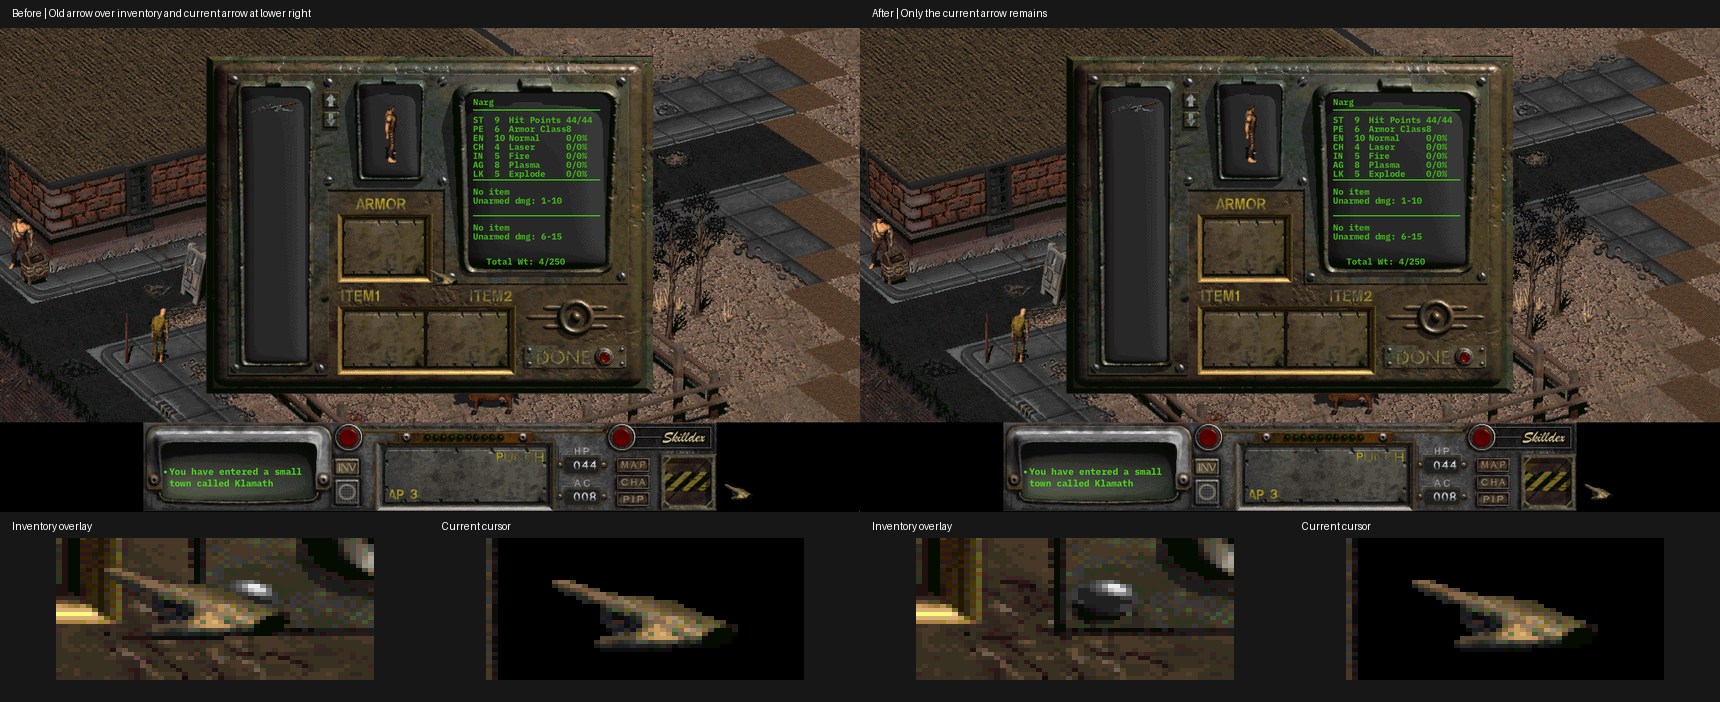 Before | Old arrow over inventory and current arrow at lower right
Narg
ST 9 Hit Points 44/44
PE 6 Armor Class8
EN 10 Normal 0/0%
CH 4 Laser 0/0%
IN 5 Fire 0/0%
AG 8 Plasma 0/0%
LK 5 Explode 0/0%
No item
Unarmed dmg: 1-10
No item
Unarmed dmg: 6-15
Total Wt: 4/250
ARMOR
ITEM1 ITEM2
DONE
Skilldex
•You have entered a small
town called Klamath
INV
AP 3
HP
044
AC
008
MAP
CHA
PIP
Inventory overlay
Current cursor
After | Only the current arrow remains
Narg
ST 9 Hit Points 44/44
PE 6 Armor Class8
EN 10 Normal 0/0%
CH 4 Laser 0/0%
IN 5 Fire 0/0%
AG 8 Plasma 0/0%
LK 5 Explode 0/0%
No item
Unarmed dmg: 1-10
No item
Unarmed dmg: 6-15
Total Wt: 4/250
ARMOR
ITEM1 ITEM2
DONE
Skilldex
•You have entered a small
town called Klamath
INV
AP 3
HP
044
AC
008
MAP
CHA
PIP
Inventory overlay
Current cursor